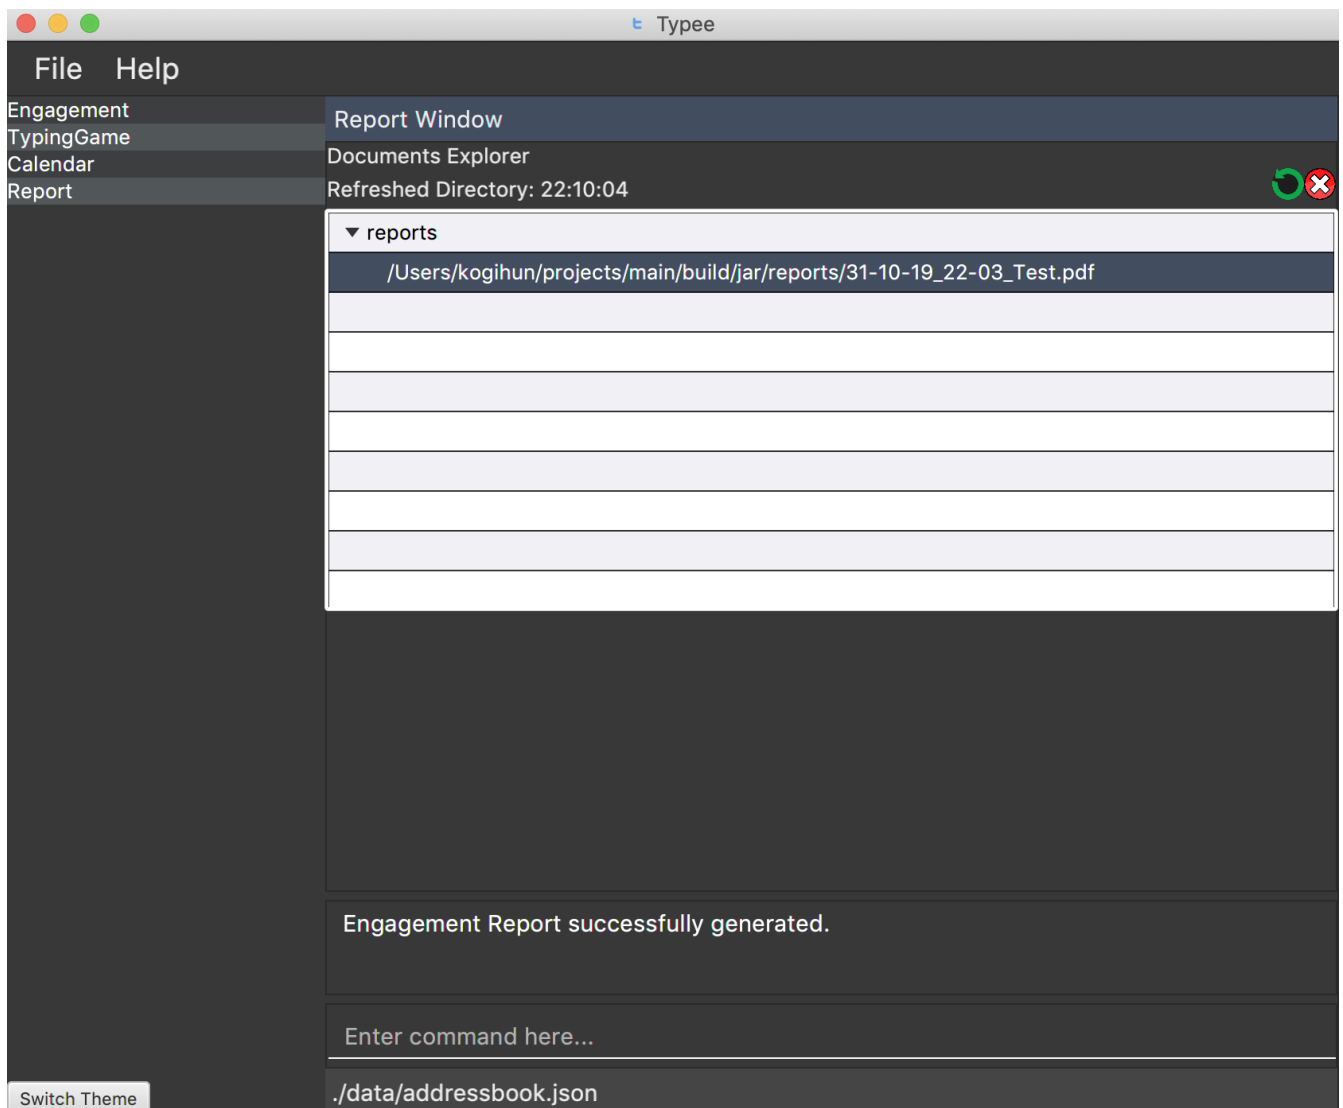 Typee
File Help
Engagement
TypingGame
Calendar
Report
Report Window
Documents Explorer
Refreshed Directory: 22:10:04
reports
/Users/kogihun/projects/main/build/jar/reports/31-10-19_22-03_Test.pdf
Engagement Report successfully generated.
Enter command here...
Switch Theme
./data/addressbook.json